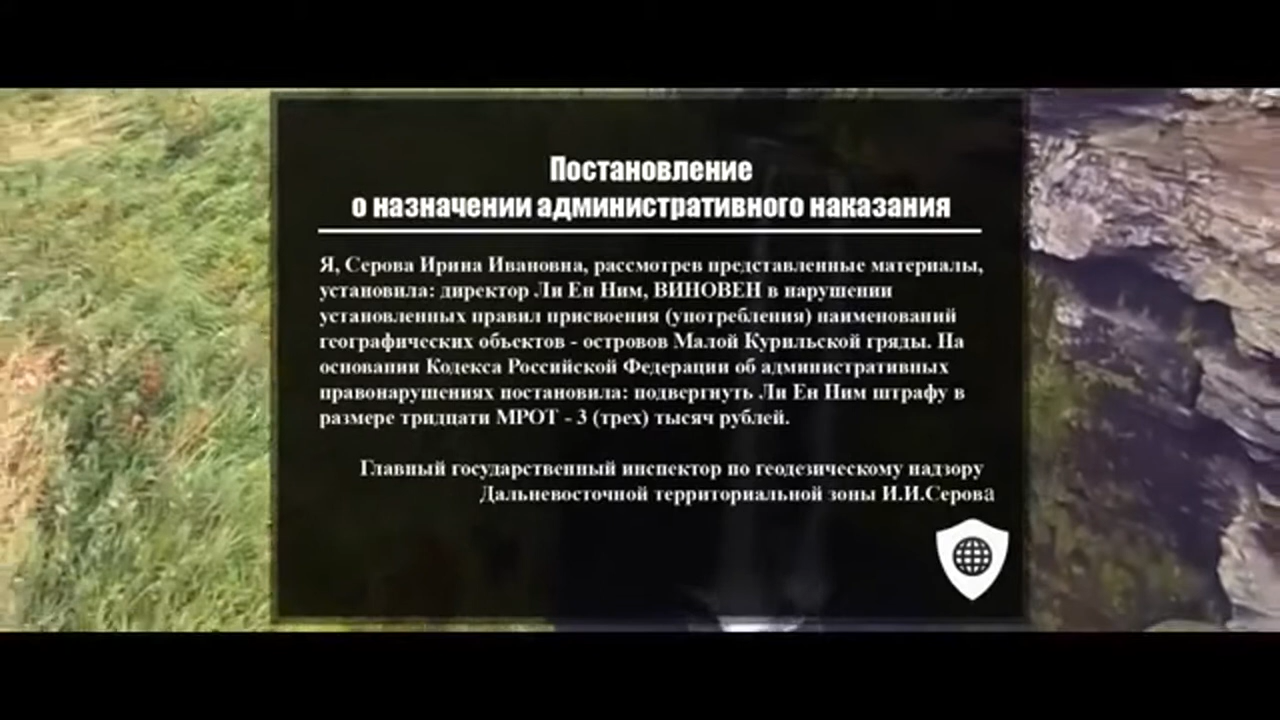 Постановление
о назначении административного наказания
Я, Серова Ирина Ивановна, рассмотрев представленные материалы,
установила: директор Ли Ен Ним, ВИНОВЕН в нарушении
установленных правил присвоения (употребления) наименований
географических объектов - островов Малой Курильской гряды. На
основании Кодекса Российской Федерации об административных
правонарушениях постановила: подвергнуть Ли Ен Ним штрафу в
размере тридцати МРОТ - 3 (трех) тысяч рублей.
Главный государственный инспектор по геодезическому надзору
Дальневосточной территориальной зоны И.И.Серова